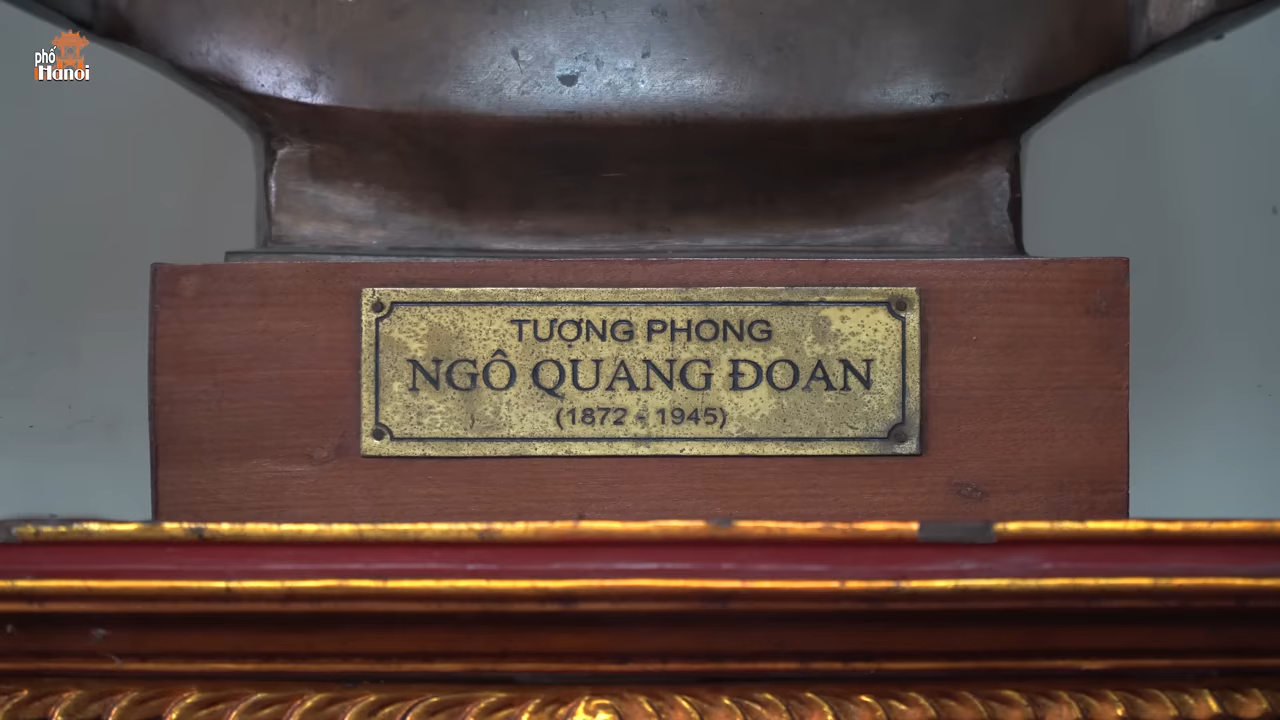 phố
Hanoi
TƯỢNG PHONG
NGÔ QUANG ĐOAN
(1872 - 1945)